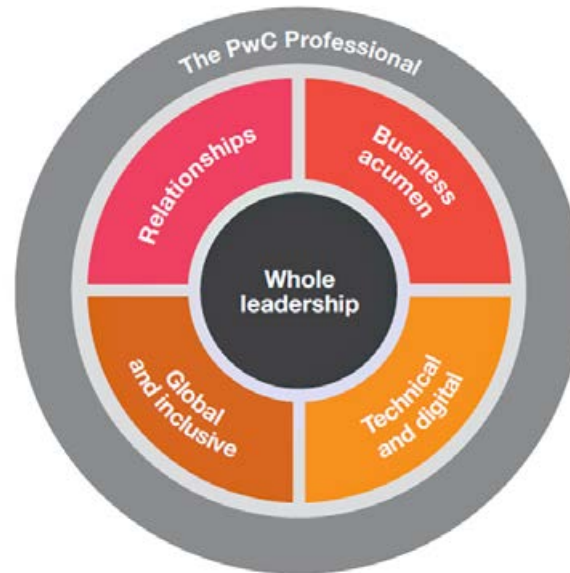 The PwC Professional
Relationships
Business
acumen
Whole
leadership
Global
and inclusive
Technical
and digital